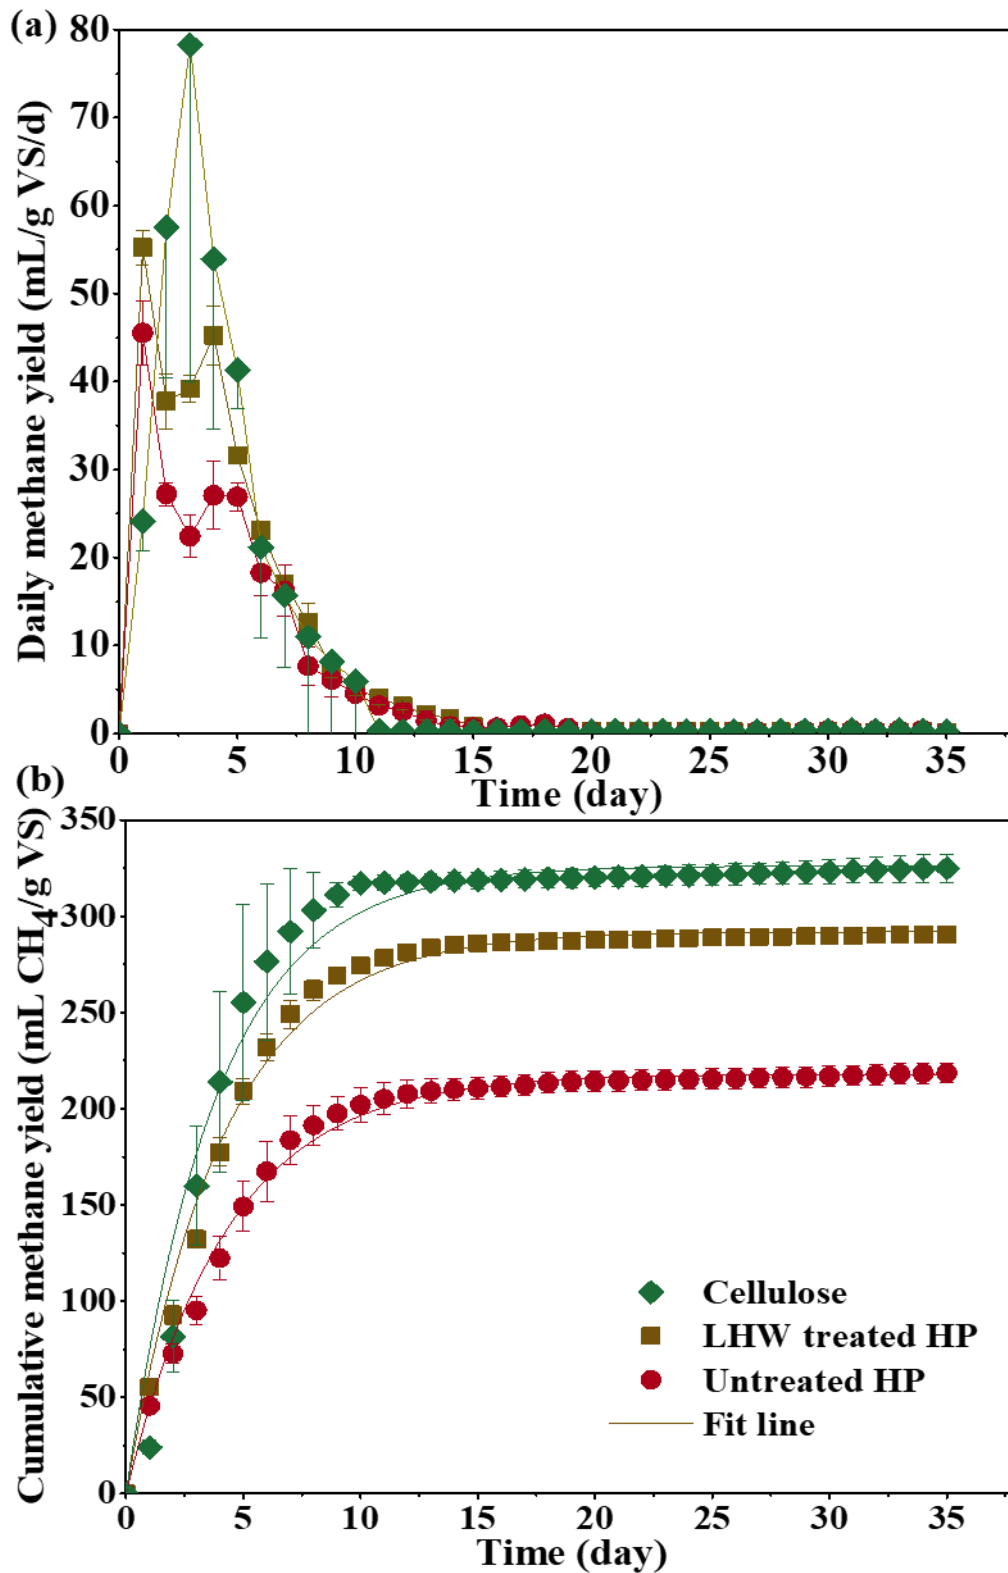 (a)
Daily methane yield (mL/g VS/d)
80
70
60
50
40
30
20
10
0
0 5 10 15 20 25 30 35
Time (day)
(b)
Cumulative methane yield (mL CH4/g VS)
350
300
250
200
150
100
50
0
Cellulose
LHW treated HP
Untreated HP
Fit line
0 5 10 15 20 25 30 35
Time (day)